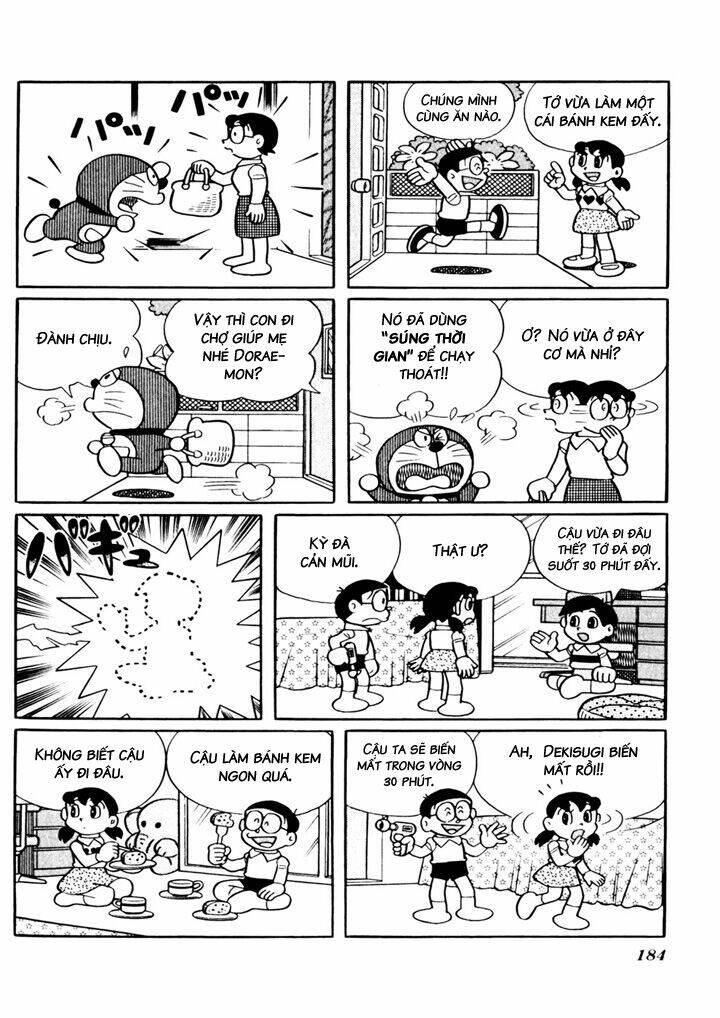 TỚ VỪA LÀM MỘT
CÁI BÁNH KEM ĐẤY.
CHÚNG MÌNH
CÙNG ĂN NÀO.
パッ
パッ
Ơ? NÓ VỪA Ở ĐÂY
CƠ MÀ NHỈ?
NÓ ĐÃ DÙNG
“SÚNG THỜI
GIAN” ĐỂ CHẠY
THOÁT!!
VẬY THÌ CON ĐI
CHỢ GIÚP MẸ
NHÉ DORAE-
MON?
ĐÀNH CHỊU.
CẬU VỪA ĐI ĐÂU
THẾ? TỚ ĐÃ ĐỢI
SUỐT 30 PHÚT ĐẤY.
THẬT Ư?
KỲ ĐÀ
CẢN MŨI.
バギュ
AH, DEKISUGI BIẾN
MẤT RỒI!!
CẬU TA SẼ BIẾN
MẤT TRONG VÒNG
30 PHÚT.
CẬU LÀM BÁNH KEM
NGON QUÁ.
KHÔNG BIẾT CẬU
ẤY ĐI ĐÂU.
184